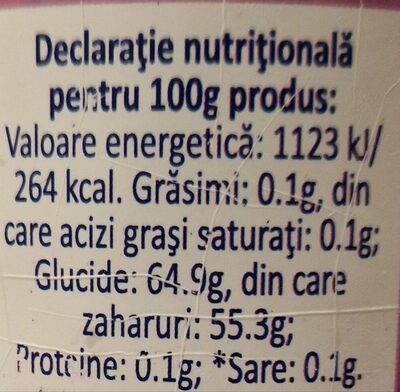 Declaraţie nutriţională
pentru 100g produs:
Valoare energetică: 1123 kJ/
264 kcal. Grăsimi: 0.1g, din
care acizi graşi saturaţi: 0.1g;
Glucide: 64.9g, din care
zaharuri: 55.3g;
Proteine: 0.1g; *Sare: 0.1g.